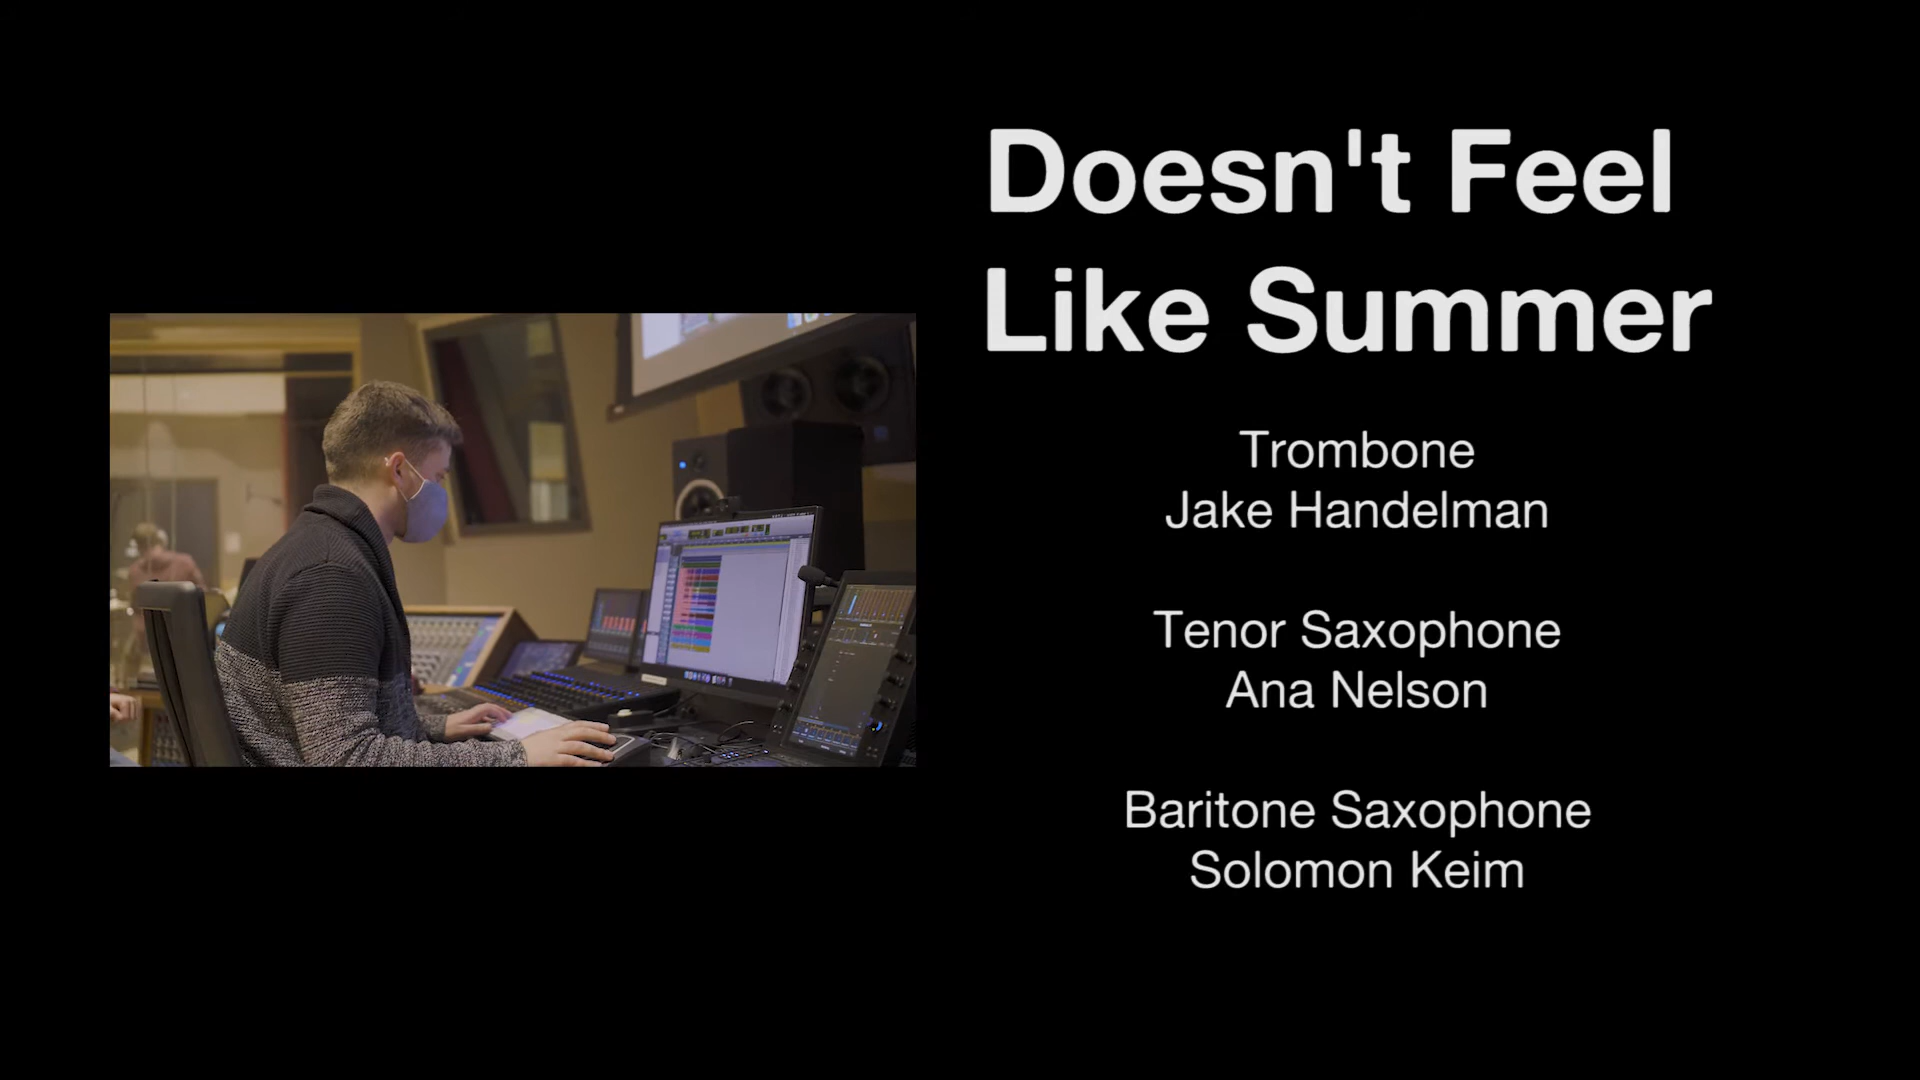 Doesn't Feel
Like Summer
Trombone
Jake Handelman
Tenor Saxophone
Ana Nelson
Baritone Saxophone
Solomon Keim